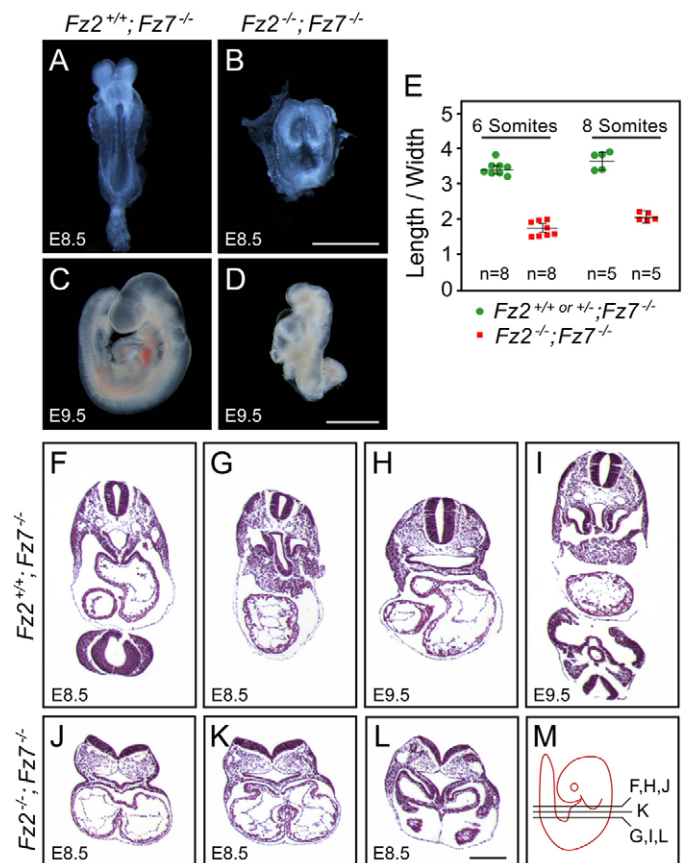 Fz2+/+; Fz7-/- Fz2-/-; Fz7-/-
A
E8.5
B
E8.5
C
E9.5
D
E9.5
E
Length / Width
5
4
3
2
1
0
6 Somites 8 Somites
n=8 n=8 n=5 n=5
Fz2+/+ or +/-;Fz7-/-
Fz2-/-;Fz7-/-
Fz2+/+; Fz7-/-
F
E8.5
G
E8.5
H
E9.5
I
E9.5
Fz2-/-; Fz7-/-
J
E8.5
K
E8.5
L
E8.5
M
F,H,J
K
G,I,L